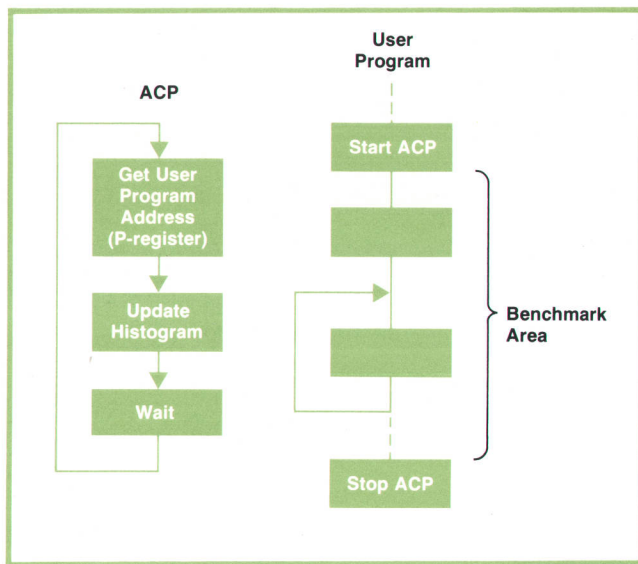 ACP
Get User
Program
Address
(P-register)
Update
Histogram
Wait
User
Program
Start ACP
Stop ACP
Benchmark
Area